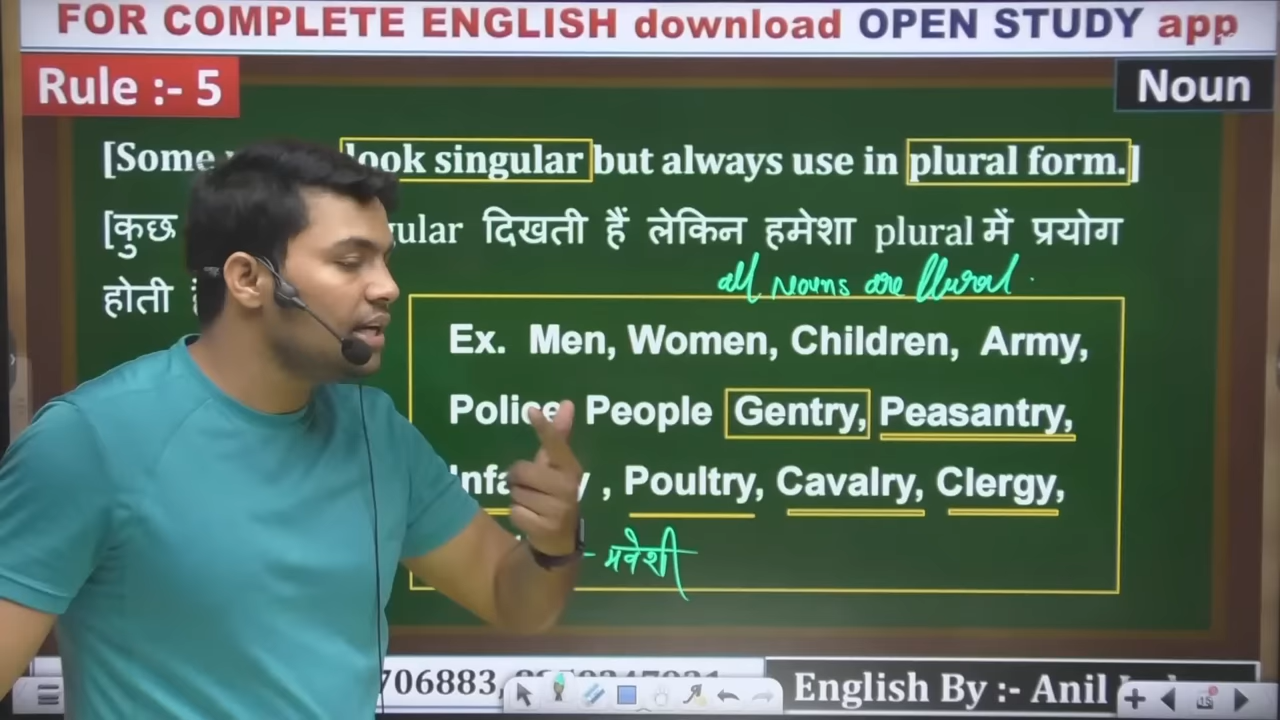 FOR COMPLETE ENGLISH download OPEN STUDY app
Rule :- 5
Noun
[Some look singular but always use in plural form.]
[कुछ दिखती हैं लेकिन हमेशा plural में प्रयोग
होती
all nouns are plural.
Ex. Men, Women, Children, Army,
Police, People Gentry, Peasantry,
, Poultry, Cavalry, Clergy,
- मवेशी
706883,
English By :- Anil